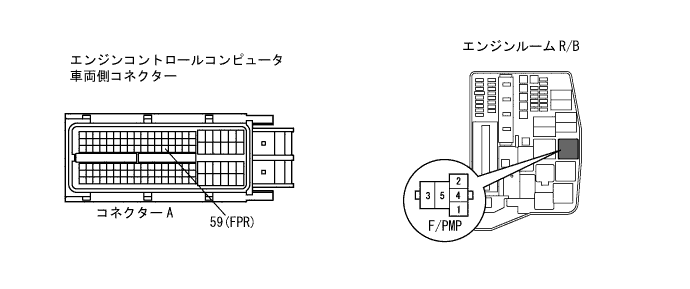 エンジンコントロールコンピュータ
車両側コネクター
コネクターA
59(FPR)
エンジンルームR/B
2
3 5 4
1
F/PMP